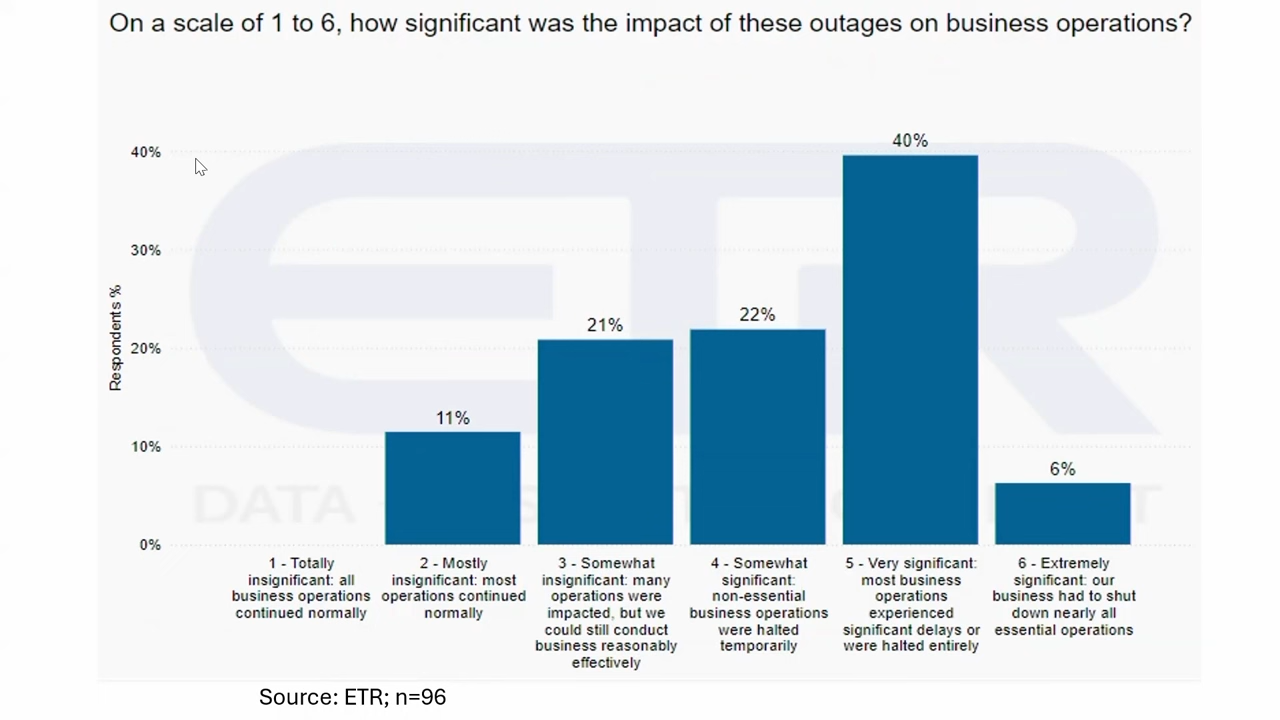 On a scale of 1 to 6, how significant was the impact of these outages on business operations?
Respondents %
40%
30%
20%
10%
0%
11%
21%
22%
40%
6%
1 - Totally
insignificant: all
business operations
continued normally
2 - Mostly
insignificant: most
operations continued
normally
3 - Somewhat
insignificant: many
operations were
impacted, but we
could still conduct
business reasonably
effectively
4 - Somewhat
significant:
non-essential
business operations
were halted
temporarily
5 - Very significant:
most business
operations
experienced
significant delays or
were halted entirely
6 - Extremely
significant: our
business had to shut
down nearly all
essential operations
ETR
DATA
Source: ETR; n=96